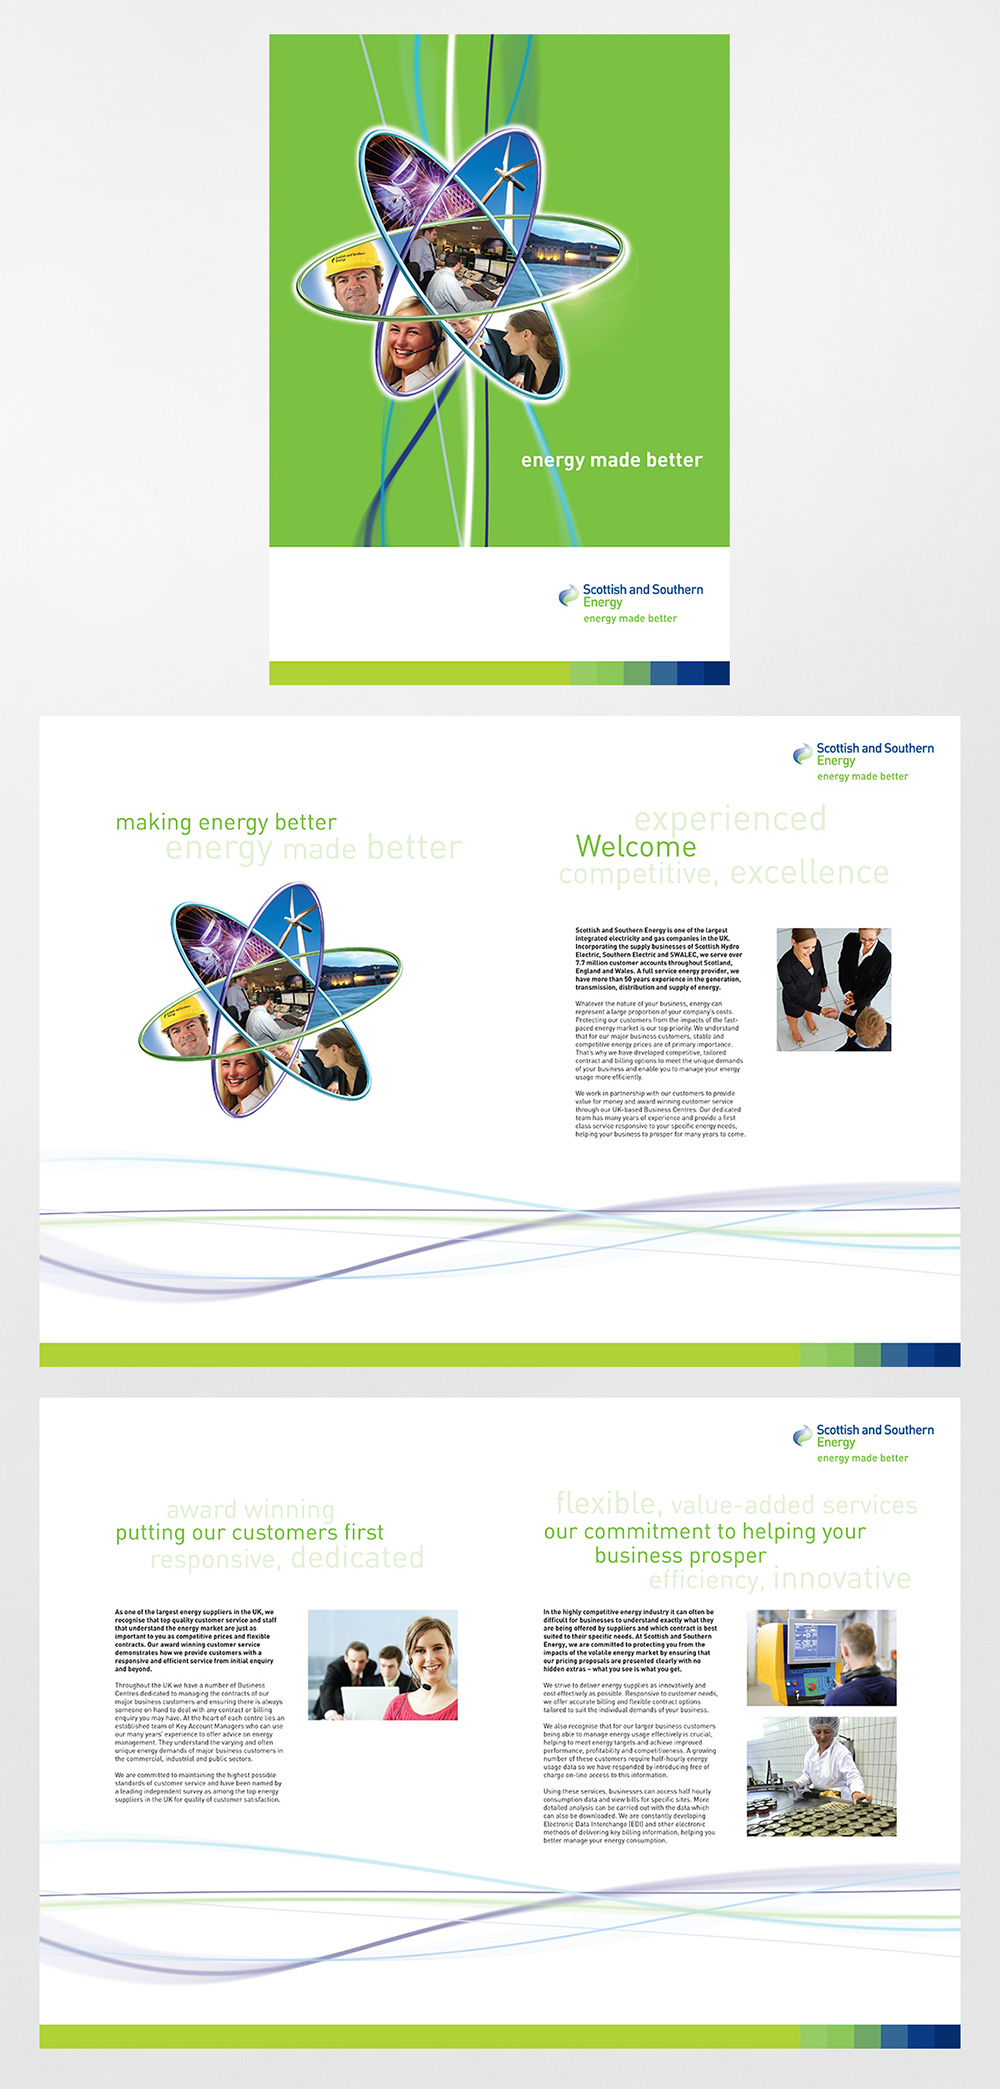 Scottish and Southern
Energy
energy made better
Scottish and Southern
Energy
energy made better
Scottish and Southern
Energy
energy made better
making energy better
energy made better
experienced
Welcome
competitive, excellence
Scottish and Southern Energy is one of the largest
integrated electricity and gas companies in the UK.
Incorporating the supply businesses of Scottish Hydro
Electric, Southern Electric and SWALEC, we serve over
7.7 million customer accounts throughout Scotland,
England and Wales. A full service energy provider, we
have more than 50 years experience in the generation,
transmission, distribution and supply of energy.
Whatever the nature of your business, energy can
represent a large proportion of your company's costs.
Protecting our customers from the impacts of the fast-
paced energy market is our top priority. We understand
that for our major business customers, stable and
competitive energy prices are of primary importance.
That's why we have developed competitive, tailored
contract and billing options to meet the unique demands
of your business and enable you to manage your energy
usage more efficiently.
We work in partnership with our customers to provide
value for money and award winning customer service
through our UK-based Business Centres. Our dedicated
team has many years of experience and provide a first
class service responsive to your specific energy needs,
helping your business to prosper for many years to come.
Scottish and Southern
Energy
energy made better
award winning
putting our customers first
responsive, dedicated
As one of the largest energy suppliers in the UK, we
recognise that top quality customer service and staff
that understand the energy market are just as
important to you as competitive prices and flexible
contracts. Our award winning customer service
demonstrates how we provide customers with a
responsive and efficient service from initial enquiry
and beyond.
Throughout the UK we have a number of Business
Centres dedicated to managing the contracts of our
major business customers and ensuring there is always
someone on hand to deal with any contract or billing
enquiry you may have. At the heart of each centre lies an
established team of Key Account Managers who can use
our many years' experience to offer advice on energy
management. They understand the varying and often
unique energy demands of major business customers in
the commercial, industrial and public sectors.
We are committed to maintaining the highest possible
standards of customer service and have been named by
a leading independent survey as among the top energy
suppliers in the UK for quality of customer satisfaction.
flexible, value-added services
our commitment to helping your
business prosper
efficiency, innovative
In the highly competitive energy industry it can often be
difficult for businesses to understand exactly what they
are being offered by suppliers and which contract is best
suited to their specific needs. At Scottish and Southern
Energy, we are committed to protecting you from the
impacts of the volatile energy market by ensuring that
our pricing proposals are presented clearly with no
hidden extras – what you see is what you get.
We strive to deliver energy supplies as innovatively and
cost effectively as possible. Responsive to customer needs,
we offer accurate billing and flexible contract options
tailored to suit the individual demands of your business.
We also recognise that for our larger business customers
being able to manage energy usage effectively is crucial,
helping to meet energy targets and achieve improved
performance, profitability and competitiveness. A growing
number of these customers require half-hourly energy
usage data so we have responded by introducing free of
charge on-line access to this information.
Using these services, businesses can access half hourly
consumption data and view bills for specific sites. More
detailed analysis can be carried out with the data which
can also be downloaded. We are constantly developing
Electronic Data Interchange (EDI) and other electronic
methods of delivering key billing information, helping you
better manage your energy consumption.